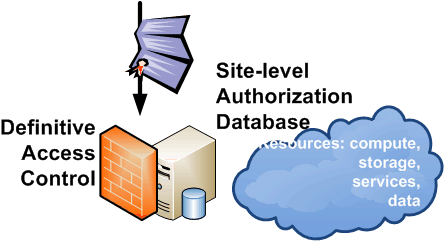 Site-level
Authorization
Database
Definitive
Access
Control
Resources: compute,
storage,
services,
data